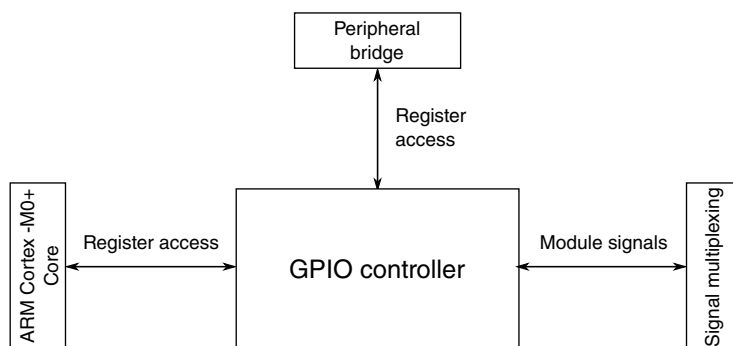 Peripheral
bridge
Register
access
ARM Cortex -M0+
Core
Register access
GPIO controller
Module signals
Signal multiplexing